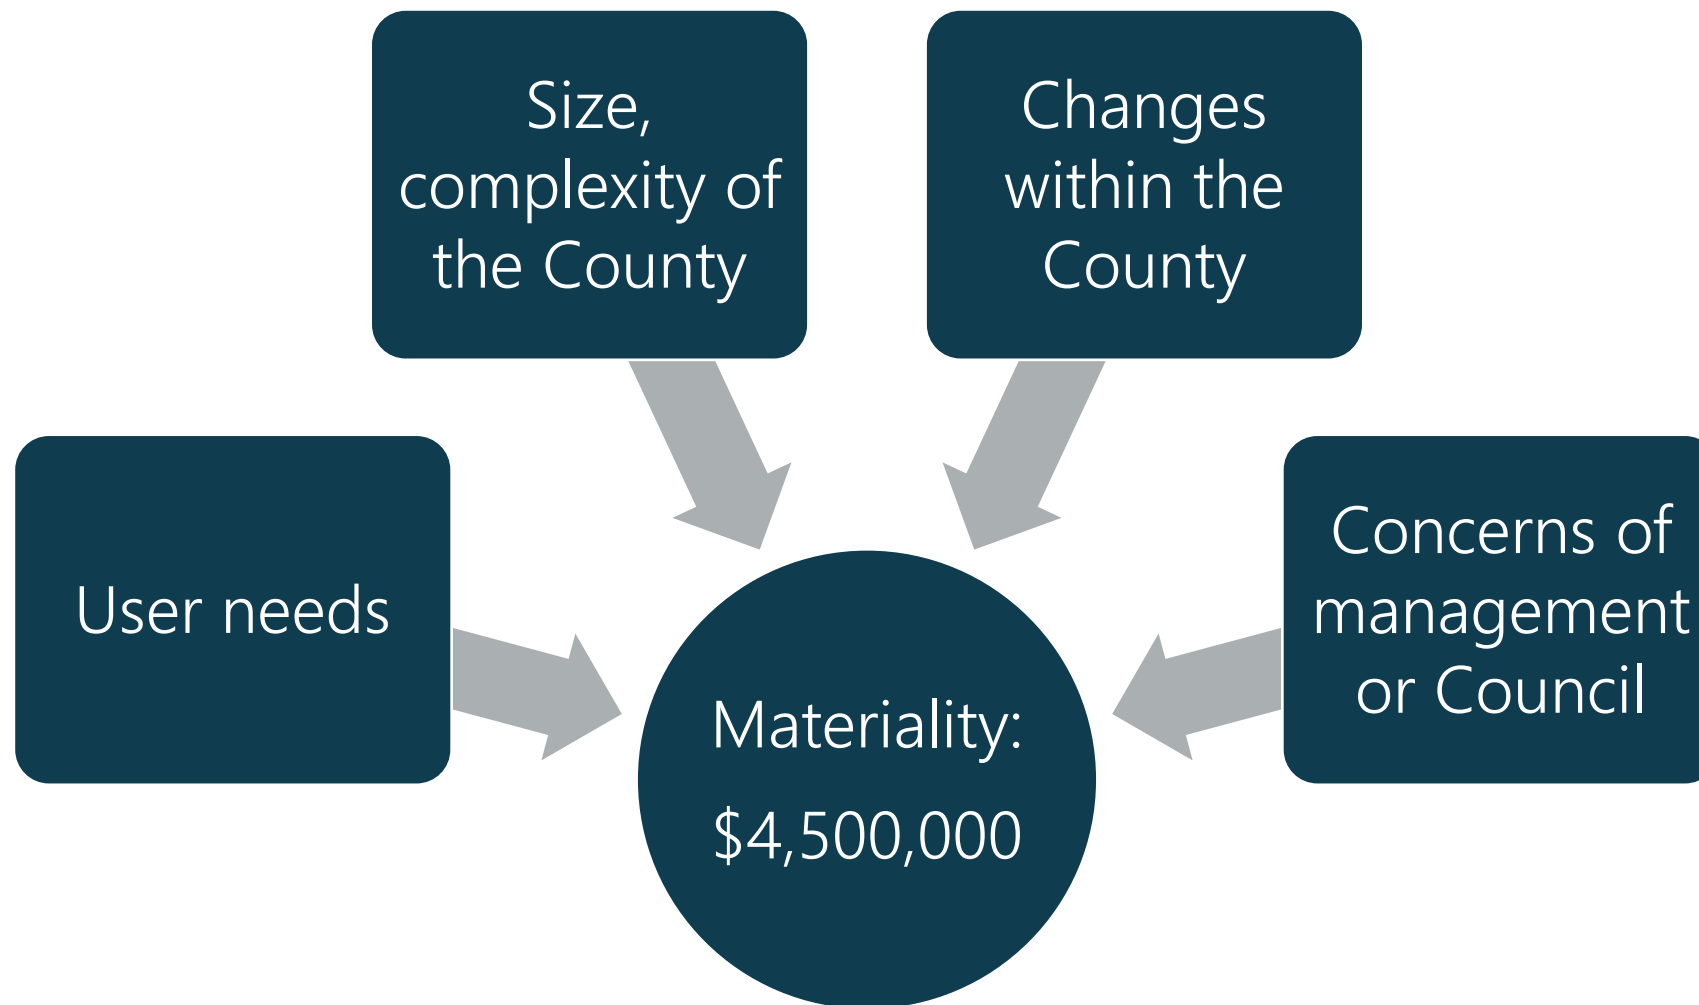 Size,
complexity of
the County
Changes
within the
County
User needs
Concerns of
management
or Council
Materiality:
$4,500,000